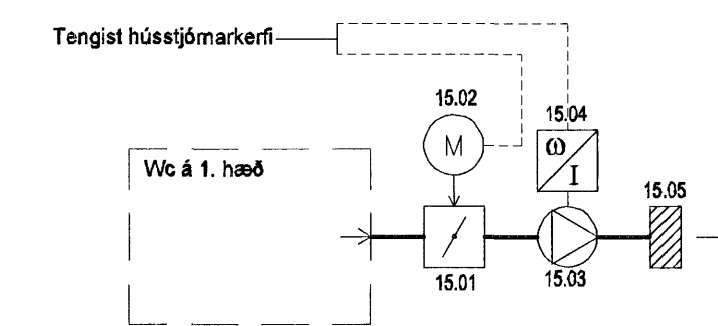 Tengist hússtjórnarkerfi
15.02
15.04
M
ω
I
Wc á 1. hæð
15.05
15.01
15.03